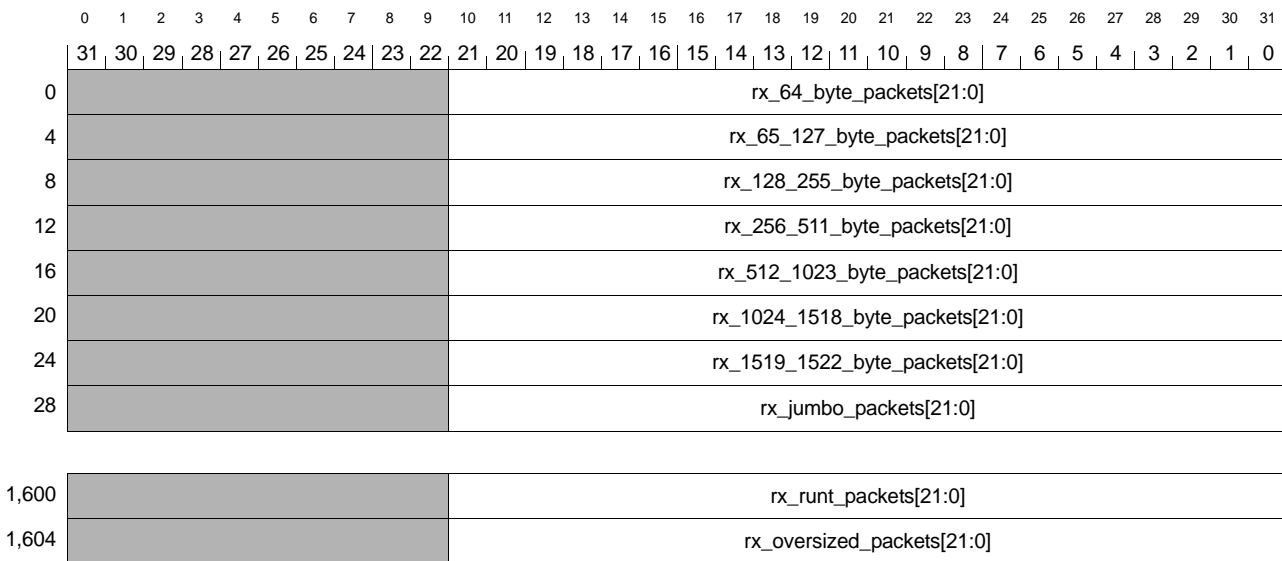 0 1 2 3 4 5 6 7 8 9 10 11 12 13 14 15 16 17 18 19 20 21 22 23 24 25 26 27 28 29 30 31
31 30 29 28 27 26 25 24 23 22 21 20 19 18 17 16 15 14 13 12 11 10 9 8 7 6 5 4 3 2 1 0
0 rx_64_byte_packets[21:0]
4 rx_65_127_byte_packets[21:0]
8 rx_128_255_byte_packets[21:0]
12 rx_256_511_byte_packets[21:0]
16 rx_512_1023_byte_packets[21:0]
20 rx_1024_1518_byte_packets[21:0]
24 rx_1519_1522_byte_packets[21:0]
28 rx_jumbo_packets[21:0]
1,600 rx_runt_packets[21:0]
1,604 rx_oversized_packets[21:0]